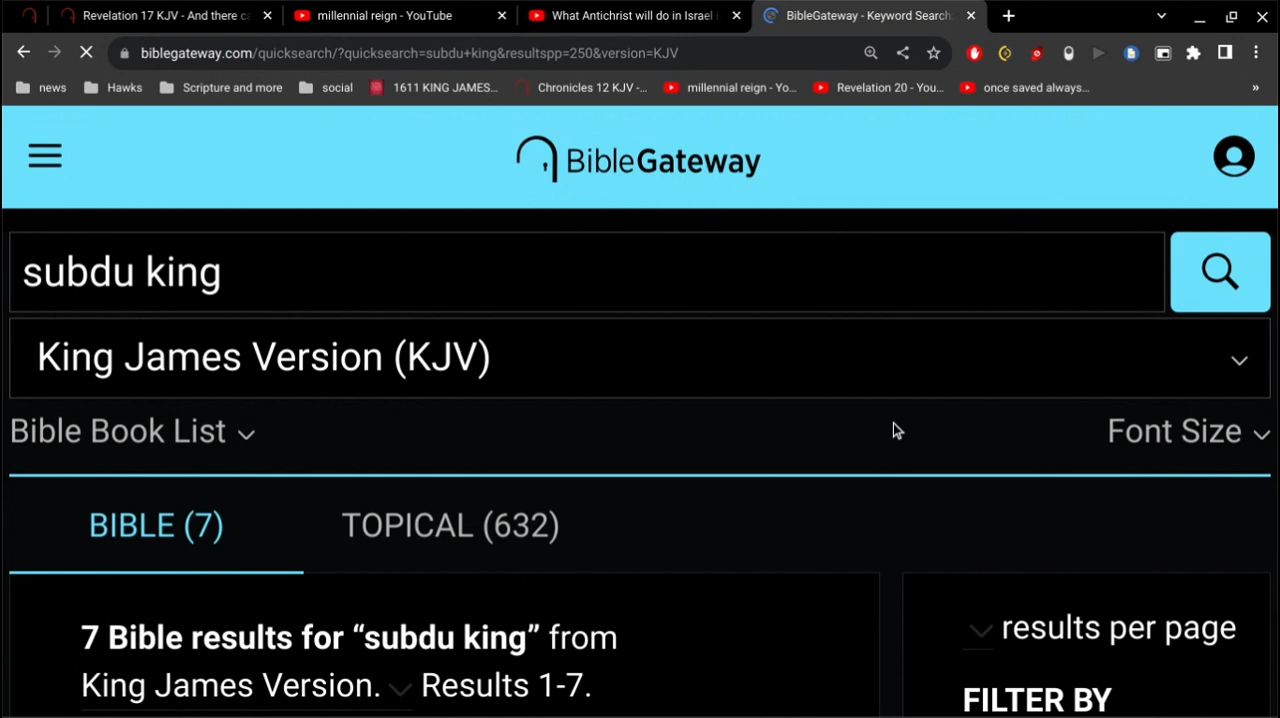 Revelation 17 KJV - And there ca
millennial reign - YouTube
What Antichrist will do in Israel
BibleGateway - Keyword Search
biblegateway.com/quicksearch/?quicksearch=subdu+king&resultspp=250&version=KJV
news
Hawks
Scripture and more
social
1611 KING JAMES...
Chronicles 12 KJV -...
millennial reign - Yo...
Revelation 20 - You...
once saved always...
»
BibleGateway
subdu king
King James Version (KJV)
Bible Book List
Font Size
BIBLE (7)
TOPICAL (632)
7 Bible results for “subdu king” from
King James Version. Results 1-7.
results per page
FILTER BY